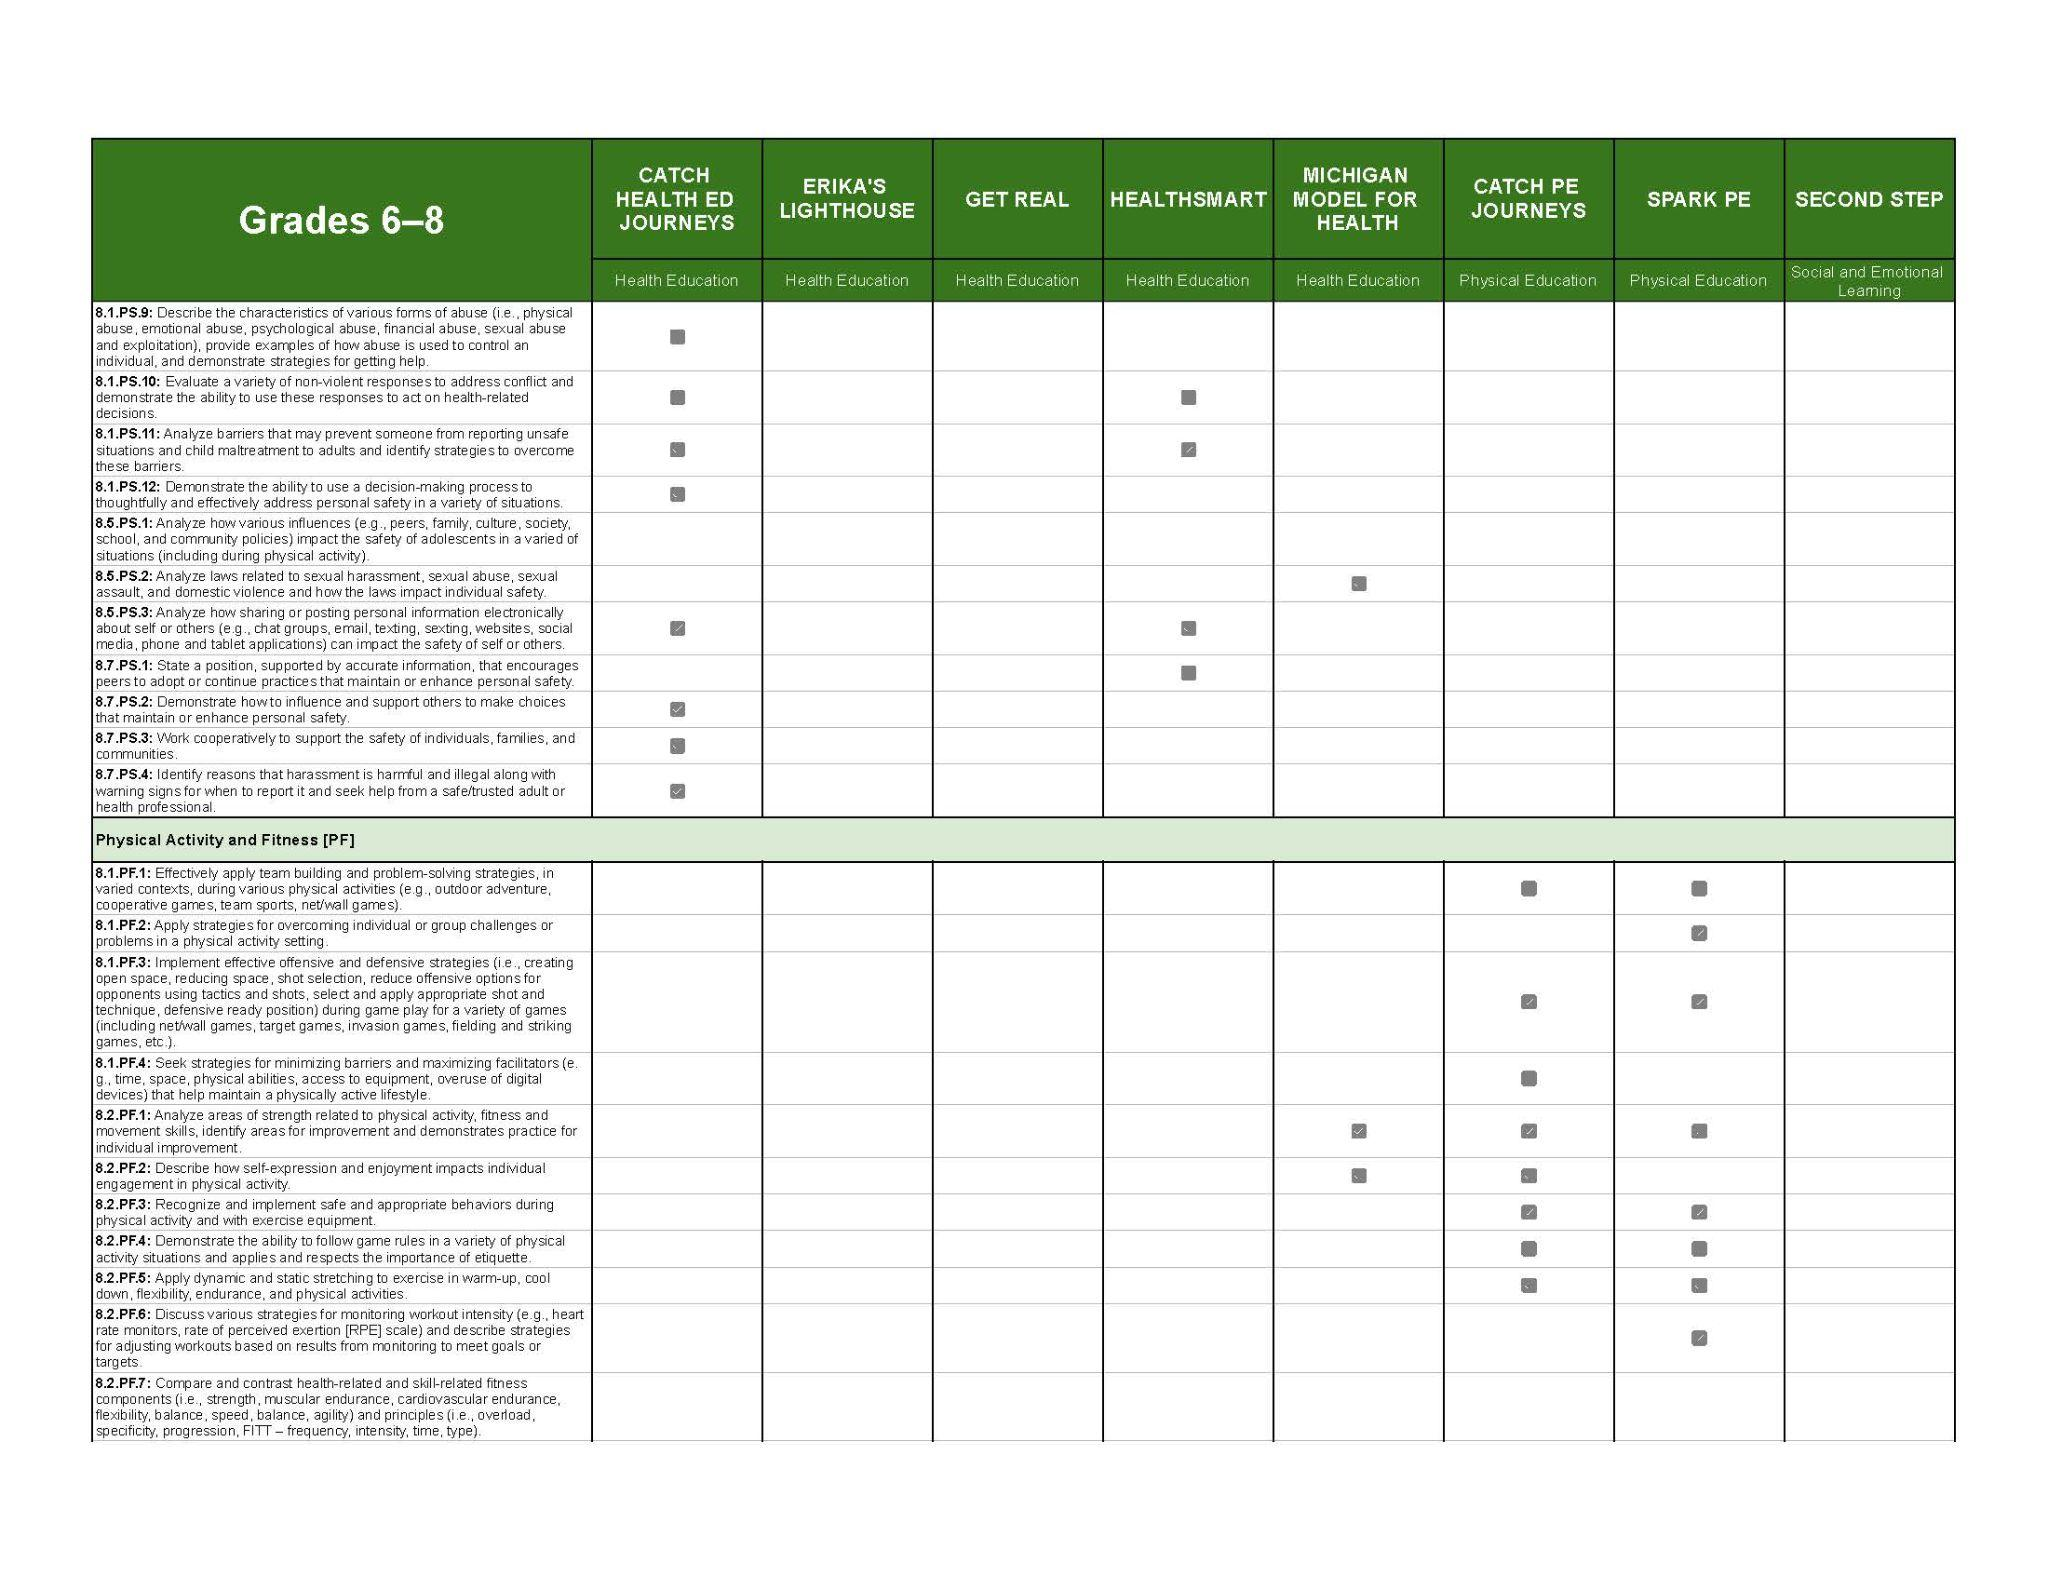 Grades 6–8
CATCH
HEALTH ED
JOURNEYS
ERIKA'S
LIGHTHOUSE
GET REAL
HEALTHSMART
MICHIGAN
MODEL FOR
HEALTH
CATCH PE
JOURNEYS
SPARK PE
SECOND STEP
Health Education
Health Education
Health Education
Health Education
Health Education
Physical Education
Physical Education
Social and Emotional
Learning
8.1.PS.9: Describe the characteristics of various forms of abuse (i.e., physical
abuse, emotional abuse, psychological abuse, financial abuse, sexual abuse
and exploitation), provide examples of how abuse is used to control an
individual, and demonstrate strategies for getting help.
8.1.PS.10: Evaluate a variety of non-violent responses to address conflict and
demonstrate the ability to use these responses to act on health-related
decisions.
8.1.PS.11: Analyze barriers that may prevent someone from reporting unsafe
situations and child maltreatment to adults and identify strategies to overcome
these barriers.
8.1.PS.12: Demonstrate the ability to use a decision-making process to
thoughtfully and effectively address personal safety in a variety of situations.
8.5.PS.1: Analyze how various influences (e.g., peers, family, culture, society,
school, and community policies) impact the safety of adolescents in a varied of
situations (including during physical activity).
8.5.PS.2: Analyze laws related to sexual harassment, sexual abuse, sexual
assault, and domestic violence and how the laws impact individual safety.
8.5.PS.3: Analyze how sharing or posting personal information electronically
about self or others (e.g., chat groups, email, texting, sexting, websites, social
media, phone and tablet applications) can impact the safety of self or others.
8.7.PS.1: State a position, supported by accurate information, that encourages
peers to adopt or continue practices that maintain or enhance personal safety.
8.7.PS.2: Demonstrate how to influence and support others to make choices
that maintain or enhance personal safety.
8.7.PS.3: Work cooperatively to support the safety of individuals, families, and
communities.
8.7.PS.4: Identify reasons that harassment is harmful and illegal along with
warning signs for when to report it and seek help from a safe/trusted adult or
health professional.
Physical Activity and Fitness [PF]
8.1.PF.1: Effectively apply team building and problem-solving strategies, in
varied contexts, during various physical activities (e.g., outdoor adventure,
cooperative games, team sports, net/wall games).
8.1.PF.2: Apply strategies for overcoming individual or group challenges or
problems in a physical activity setting.
8.1.PF.3: Implement effective offensive and defensive strategies (i.e., creating
open space, reducing space, shot selection, reduce offensive options for
opponents using tactics and shots, select and apply appropriate shot and
technique, defensive ready position) during game play for a variety of games
(including net/wall games, target games, invasion games, fielding and striking
games, etc.).
8.1.PF.4: Seek strategies for minimizing barriers and maximizing facilitators (e.
g., time, space, physical abilities, access to equipment, overuse of digital
devices) that help maintain a physically active lifestyle.
8.2.PF.1: Analyze areas of strength related to physical activity, fitness and
movement skills, identify areas for improvement and demonstrates practice for
individual improvement.
8.2.PF.2: Describe how self-expression and enjoyment impacts individual
engagement in physical activity.
8.2.PF.3: Recognize and implement safe and appropriate behaviors during
physical activity and with exercise equipment.
8.2.PF.4: Demonstrate the ability to follow game rules in a variety of physical
activity situations and applies and respects the importance of etiquette.
8.2.PF.5: Apply dynamic and static stretching to exercise in warm-up, cool
down, flexibility, endurance, and physical activities.
8.2.PF.6: Discuss various strategies for monitoring workout intensity (e.g., heart
rate monitors, rate of perceived exertion [RPE] scale) and describe strategies
for adjusting workouts based on results from monitoring to meet goals or
targets.
8.2.PF.7: Compare and contrast health-related and skill-related fitness
components (i.e., strength, muscular endurance, cardiovascular endurance,
flexibility, balance, speed, balance, agility) and principles (i.e., overload,
specificity, progression, FITT – frequency, intensity, time, type).